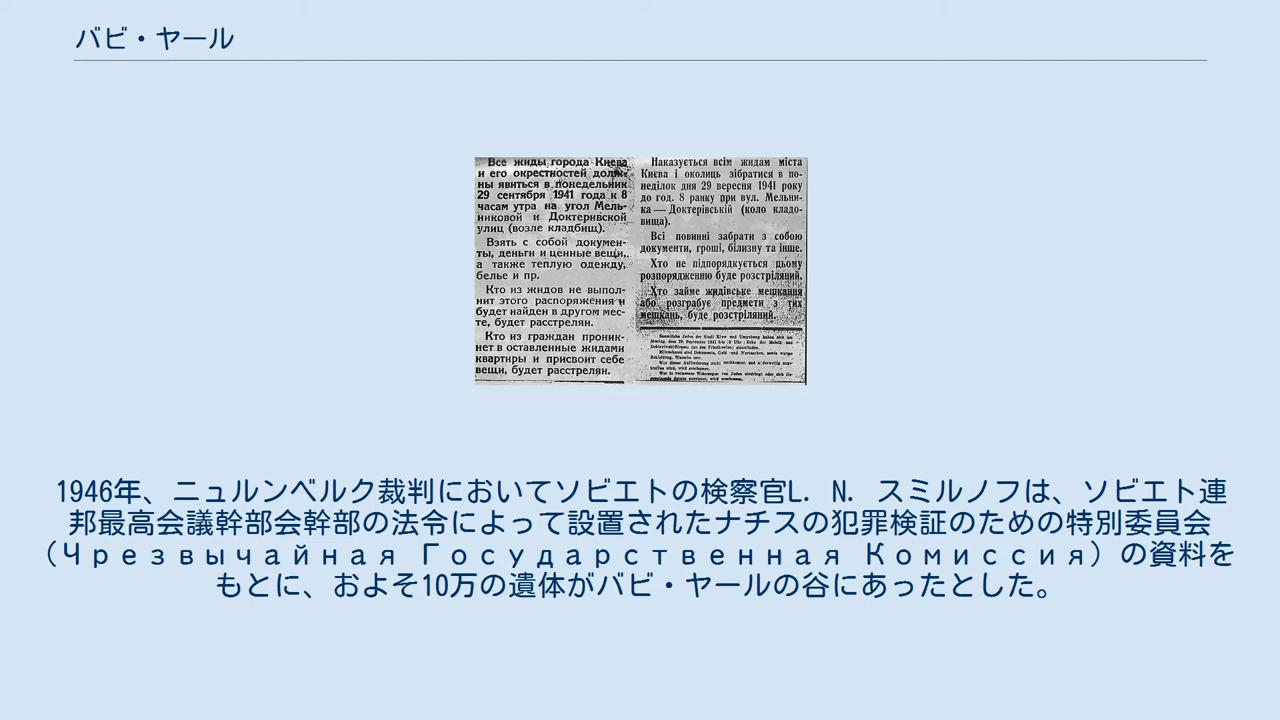 バビ・ヤール
Все жиды города Киева
и его окрестностей долж-
ны явиться в понедельник
29 сентября 1941 года к 8
часам утра на угол Мель-
никовой и Доктеривской
улиц (возле кладбищ).
Взять с собой докумен-
ты, деньги и ценные вещи,
а также теплую одежду,
белье и пр.
Кто из жидов не выпол-
нит этого распоряжения и
будет найден в другом мес-
те, будет расстрелян.
Кто из граждан проник-
нет в оставленные жидами
квартиры и присвоит себе
вещи, будет расстрелян.
Наказується всім жидам міста
Києва і околиць зібратися в по-
неділок дня 29 вересня 1941 року
до год. 8 ранку при вул. Мельни-
ка — Доктерівській (коло кладо-
вища).
Всі повинні забрати з собою
документи, гроші, білизну та інше.
Хто не підпорядкується цьому
розпорядженню буде розстріляний.
Хто займе жидівське мешкання
або розграбує предмети з тих
мешкань, буде розстріляний.
1946年、ニュルンベルク裁判においてソビエトの検察官L. N. スミルノフは、ソビエト連
邦最高会議幹部会幹部の法令によって設置されたナチスの犯罪検証のための特別委員会
（Чрезвычайная Государственная Комиссия）の資料を
もとに、およそ10万の遺体がバビ・ヤールの谷にあったとした。